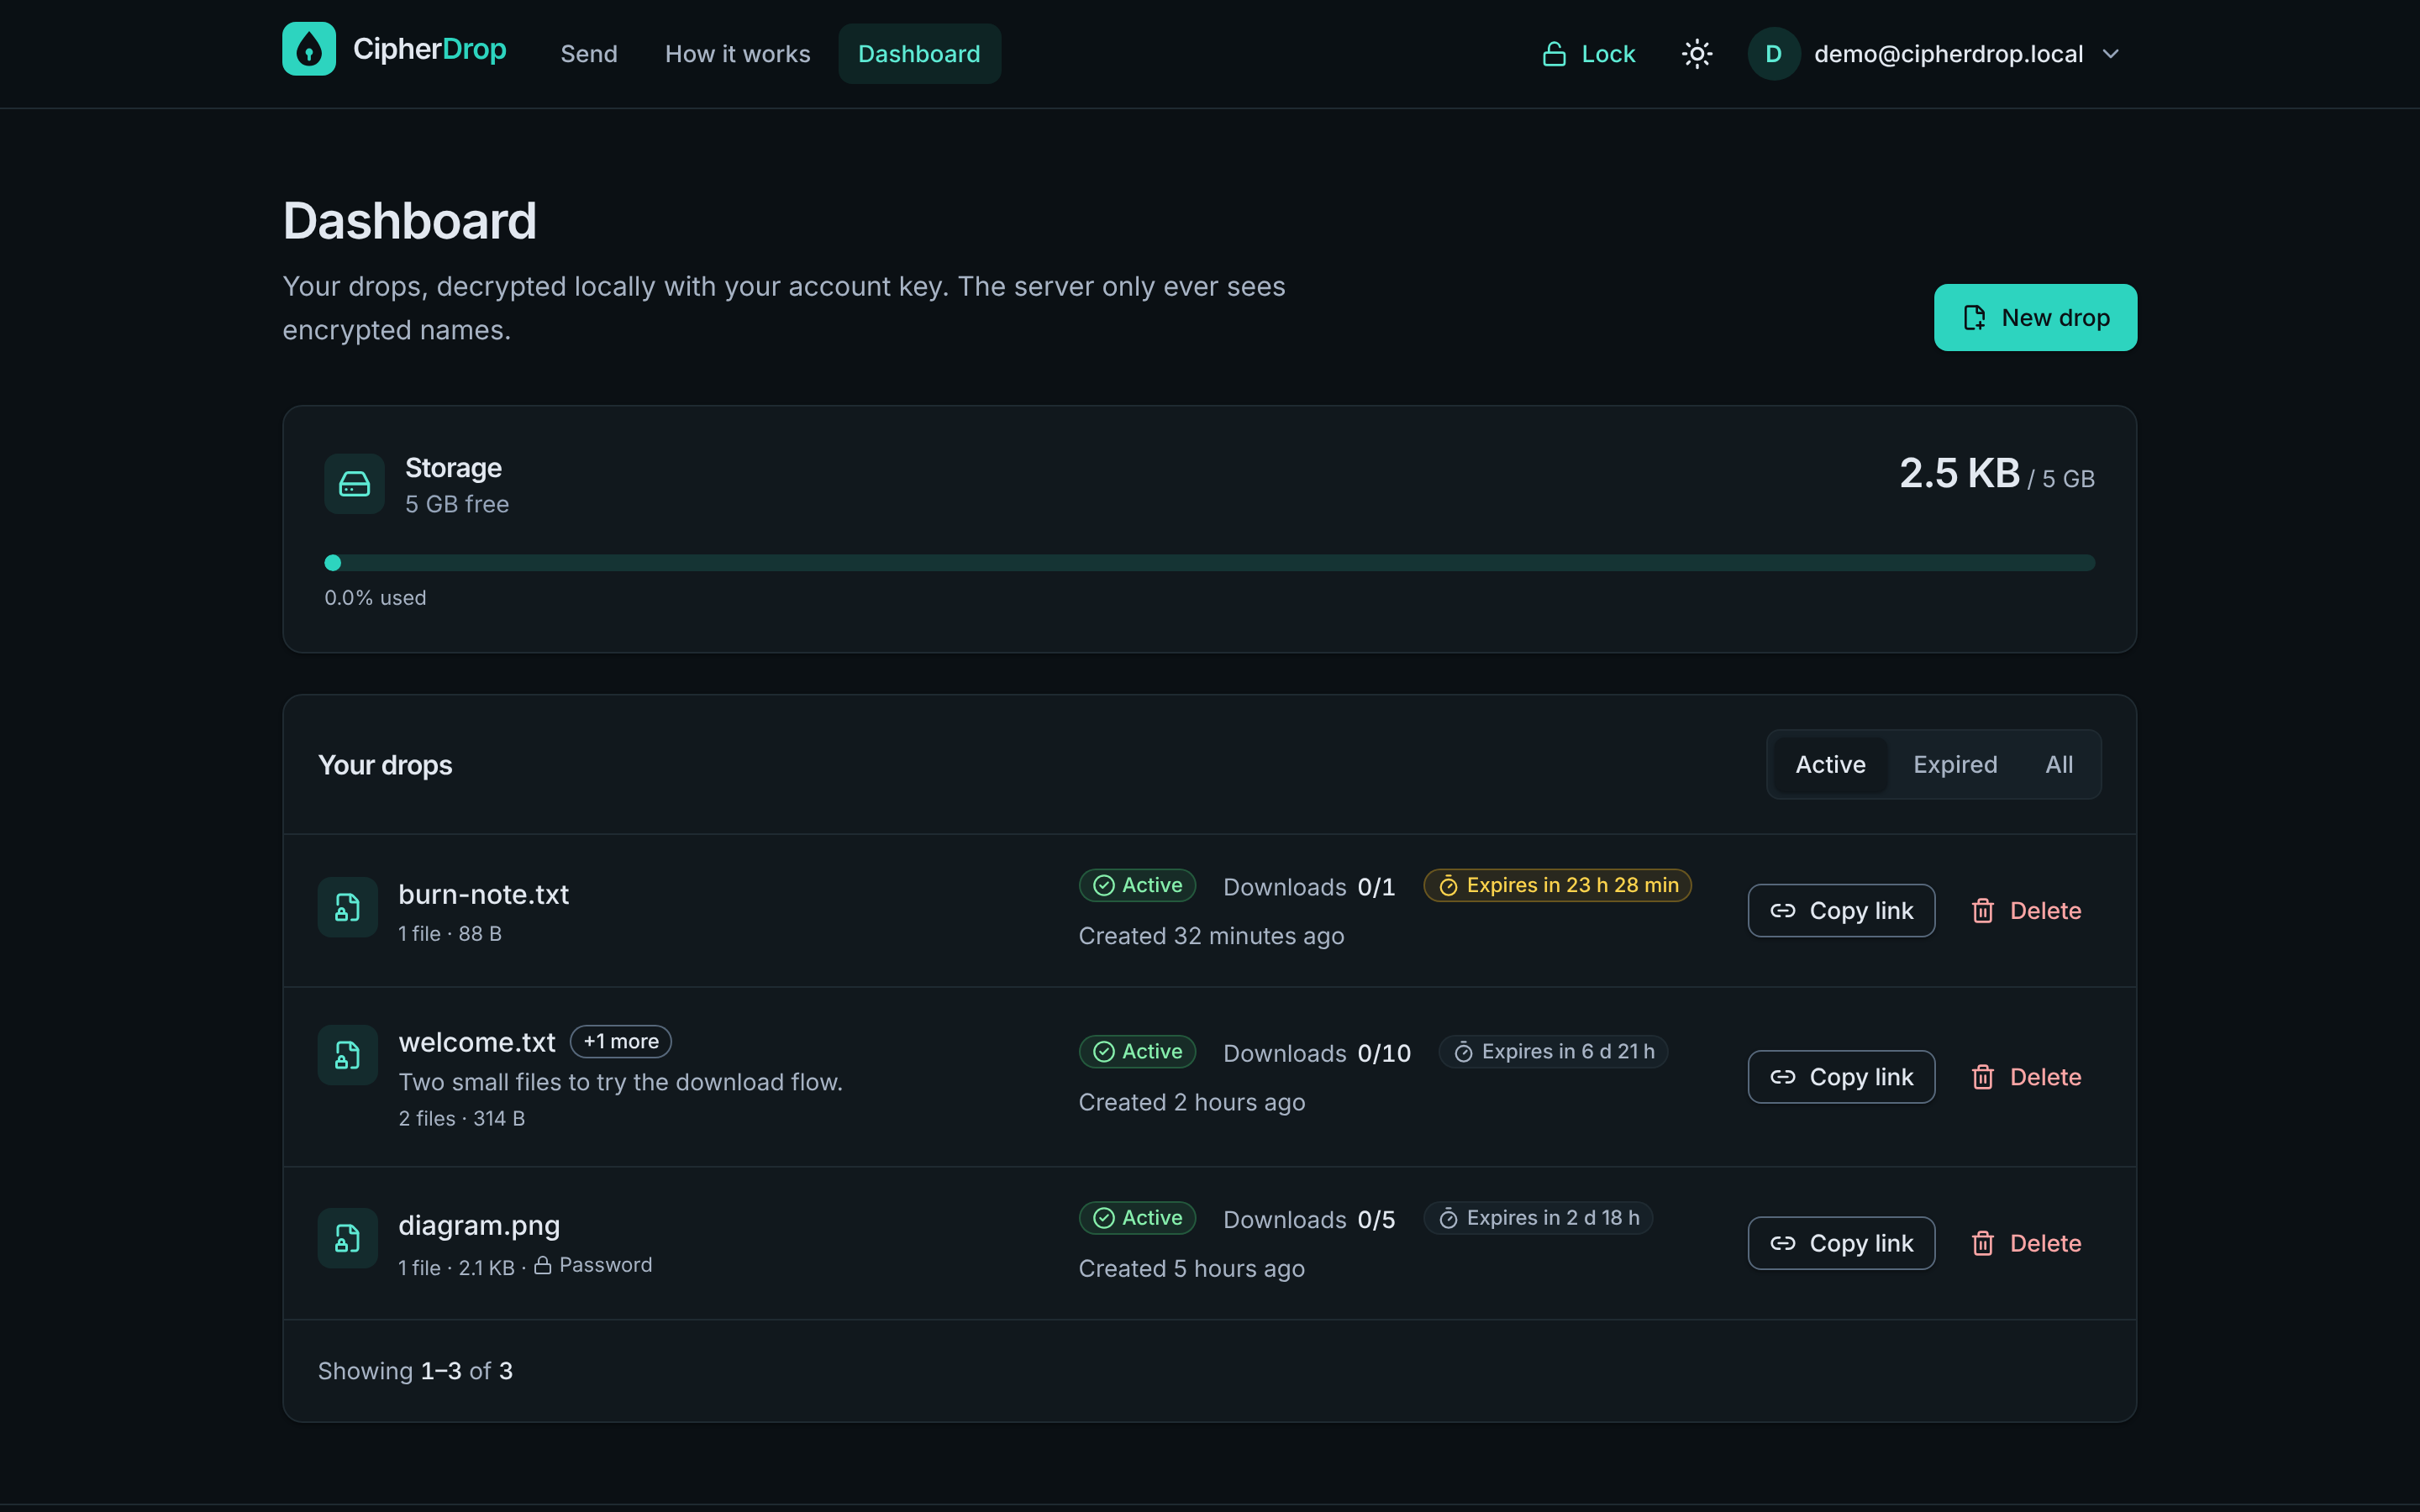 CipherDrop
Send
How it works
Dashboard
Lock
D
demo@cipherdrop.local
Dashboard
Your drops, decrypted locally with your account key. The server only ever sees
encrypted names.
New drop
Storage
5 GB free
2.5 KB / 5 GB
0.0% used
Your drops
Active
Expired
All
burn-note.txt
1 file · 88 B
Active
Downloads 0/1
Expires in 23 h 28 min
Created 32 minutes ago
Copy link
Delete
welcome.txt
+1 more
Two small files to try the download flow.
2 files · 314 B
Active
Downloads 0/10
Expires in 6 d 21 h
Created 2 hours ago
Copy link
Delete
diagram.png
1 file · 2.1 KB · Password
Active
Downloads 0/5
Expires in 2 d 18 h
Created 5 hours ago
Copy link
Delete
Showing 1–3 of 3